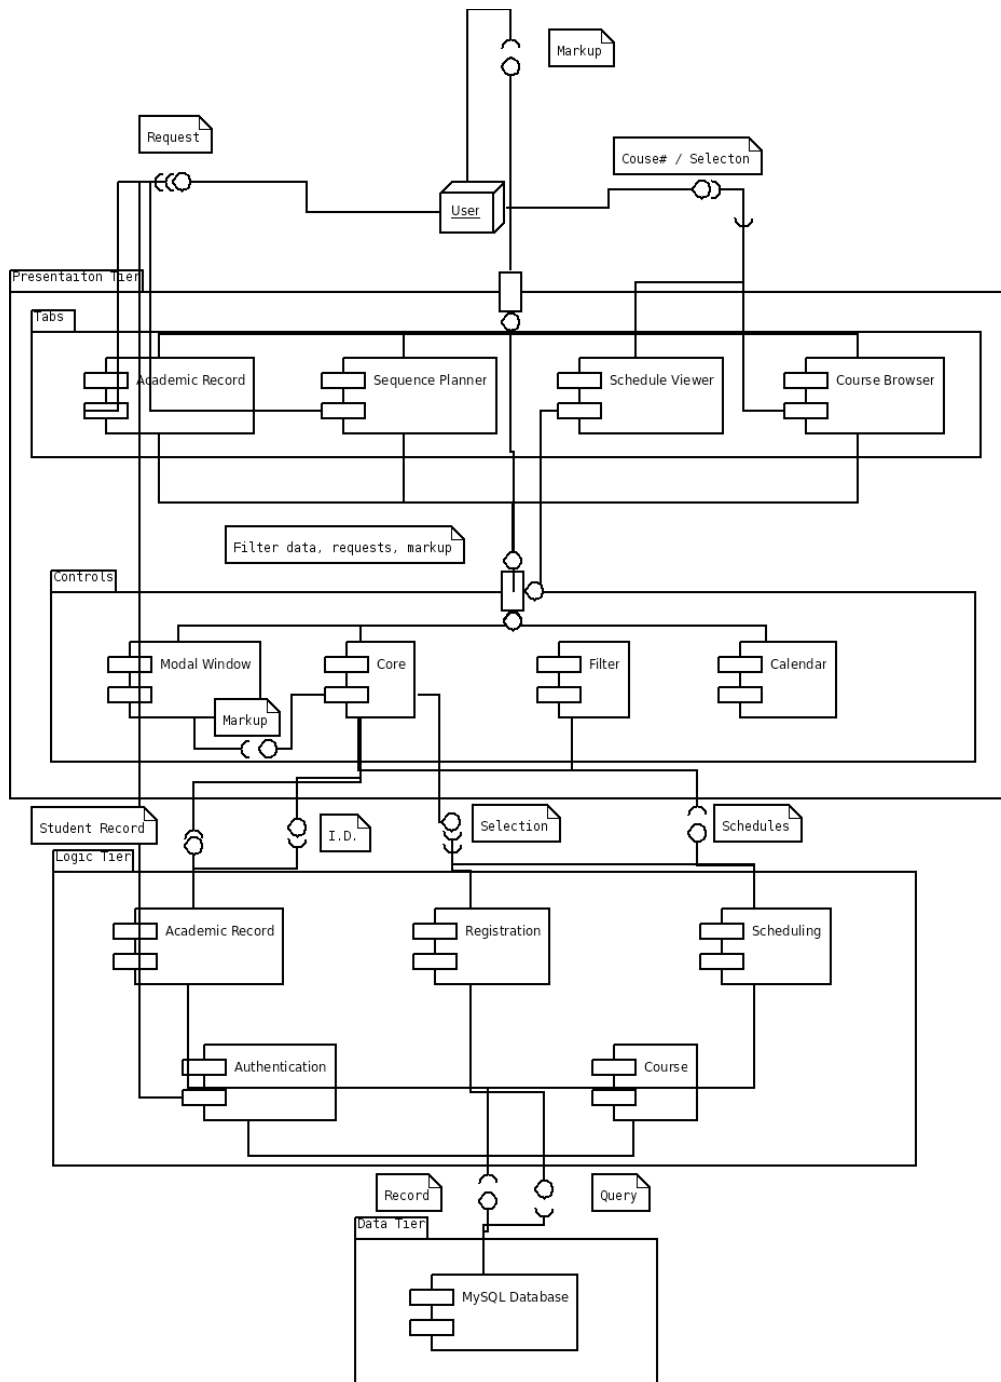 Markup
Request
Couse# / Selecton
User
Presentaiton Tier
Tabs
Academic Record
Sequence Planner
Schedule Viewer
Course Browser
Filter data, requests, markup
Controls
Modal Window
Core
Filter
Calendar
Markup
Student Record
I.D.
Selection
Schedules
Logic Tier
Academic Record
Registration
Scheduling
Authentication
Course
Record
Query
Data Tier
MySQL Database